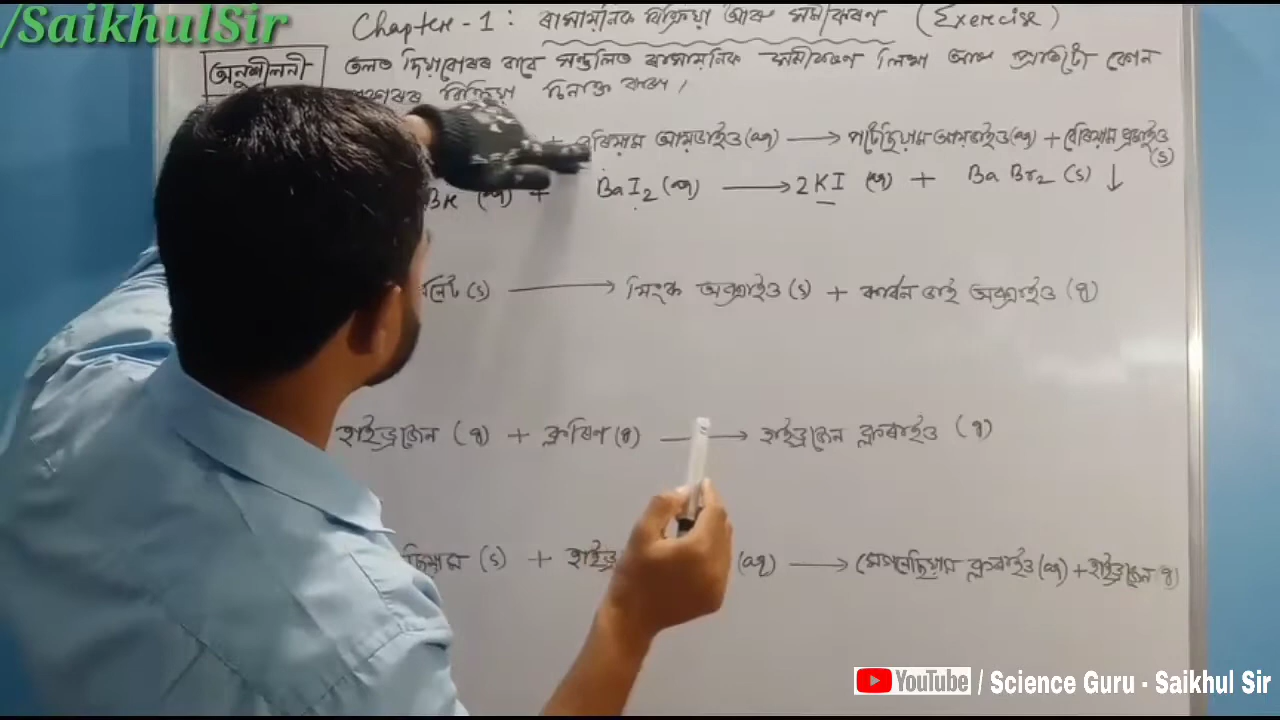 /SaikhulSir
Chapter - 1 : ৰাসায়নিক বিক্ৰিয়া আৰু সমীকৰণ (Exercise)
অনুশীলনী
তলত দিয়াবোৰৰ বাবে সন্তুলিত ৰাসায়নিক সমীকৰণ লিখা আৰু প্ৰতিটো কোন
বিক্ৰিয়া চিনাক্ত কৰা।
আয়ডাইড (aq) ⟶ পটেছিয়াম আয়ডাইড (aq) + বেৰিয়াম ব্ৰমাইড (s)
(aq) + BaI₂ (aq) ⟶ 2KI (aq) + BaBr₂ (s) ↓
(s) ⟶ জিংক অক্সাইড (s) + কাৰ্বন ডাই অক্সাইড (g)
হাইড্ৰজেন (g) + ক্লৰিণ (g) ⟶ হাইড্ৰজেন ক্লৰাইড (g)
(s) + (aq) ⟶ মেগনেছিয়াম ক্লৰাইড (aq) + হাইড্ৰজেন g)
YouTube / Science Guru - Saikhul Sir